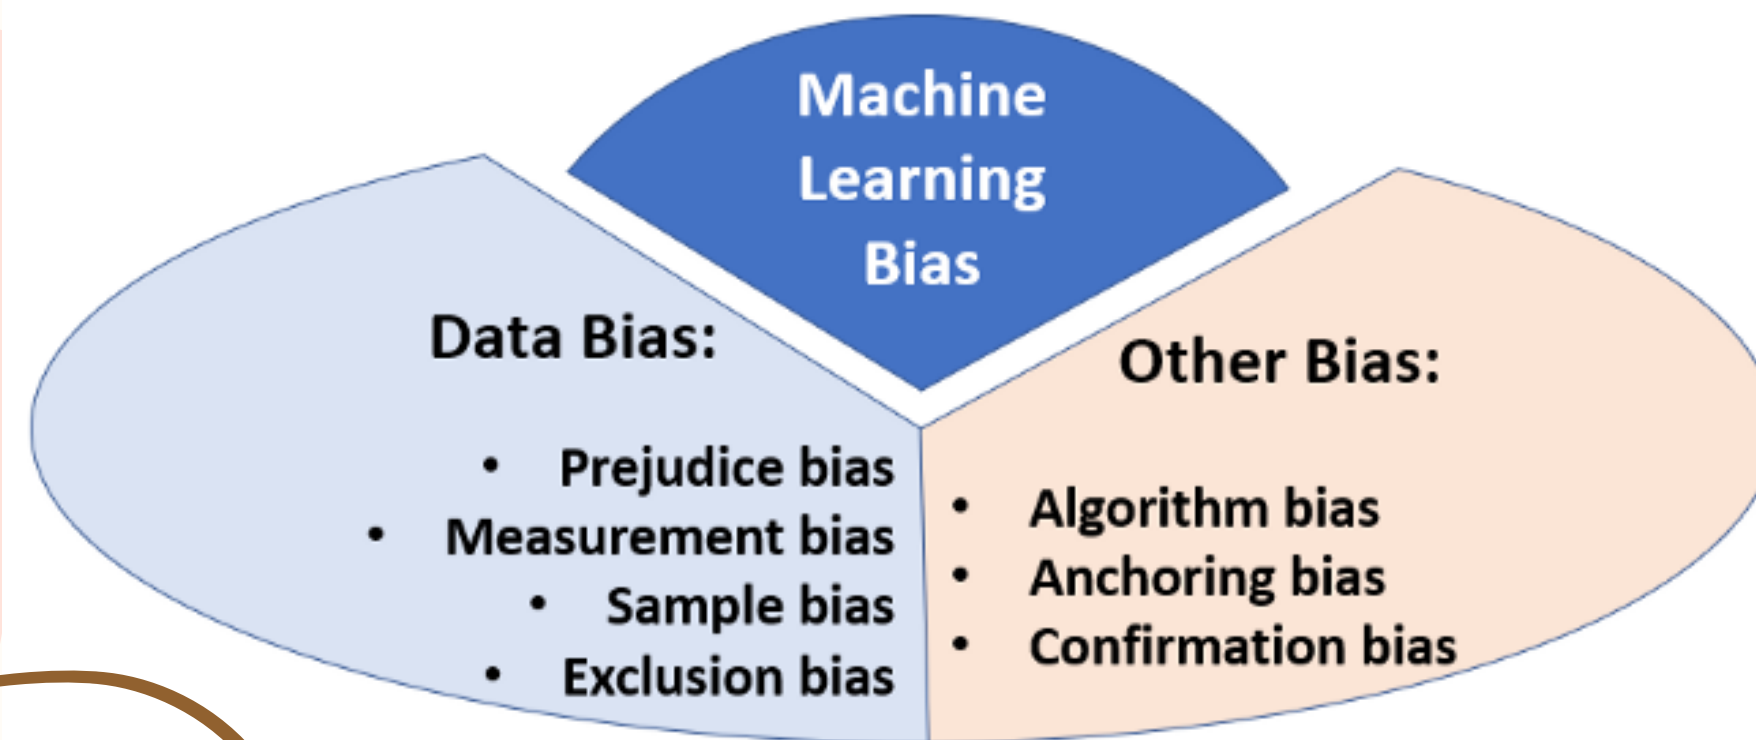 Machine
Learning
Bias
Data Bias:
• Prejudice bias
• Measurement bias
• Sample bias
• Exclusion bias
Other Bias:
• Algorithm bias
• Anchoring bias
• Confirmation bias